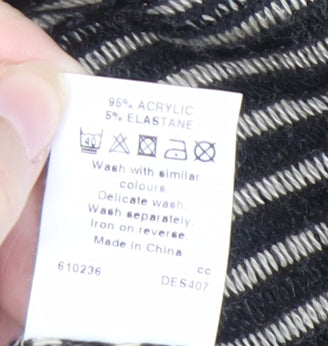 95% ACRYLIC
5% ELASTANE
40
Wash with similar
colours.
Delicate wash.
Wash separately.
Iron on reverse
Made in China
cc
610236 DES407